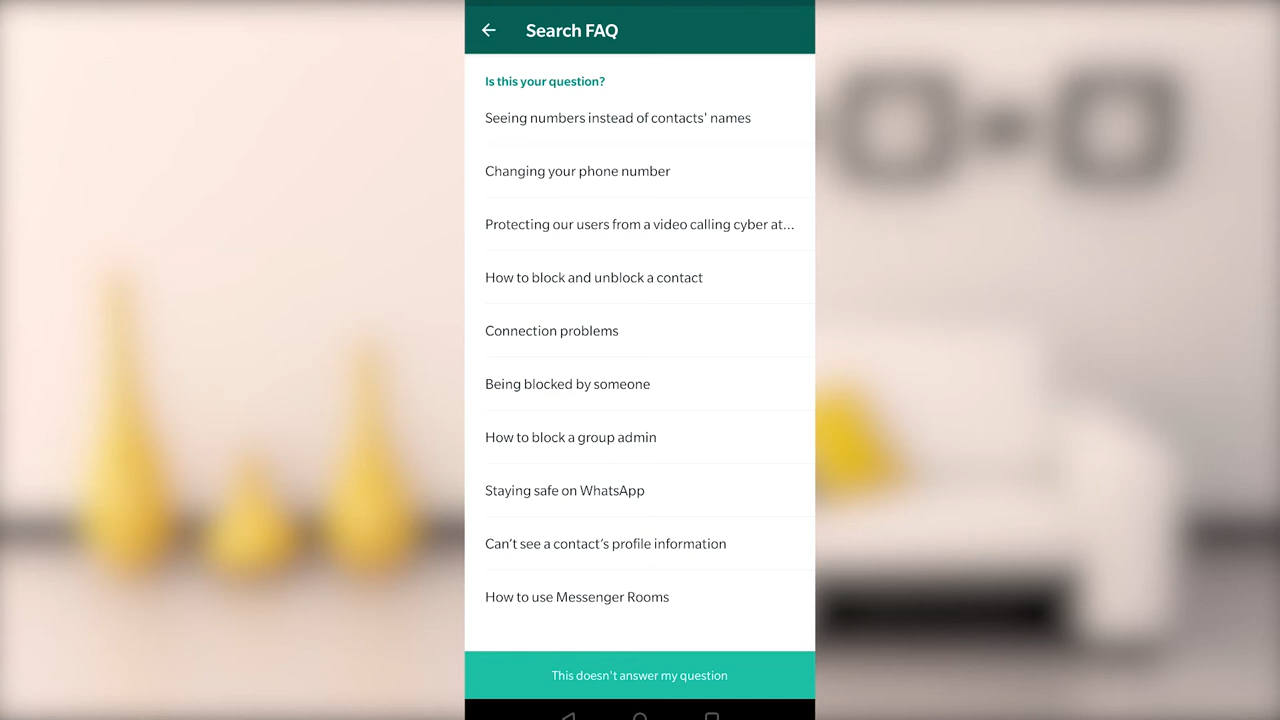 Search FAQ
Is this your question?
Seeing numbers instead of contacts' names
Changing your phone number
Protecting our users from a video calling cyber at...
How to block and unblock a contact
Connection problems
Being blocked by someone
How to block a group admin
Staying safe on WhatsApp
Can’t see a contact’s profile information
How to use Messenger Rooms
This doesn't answer my question